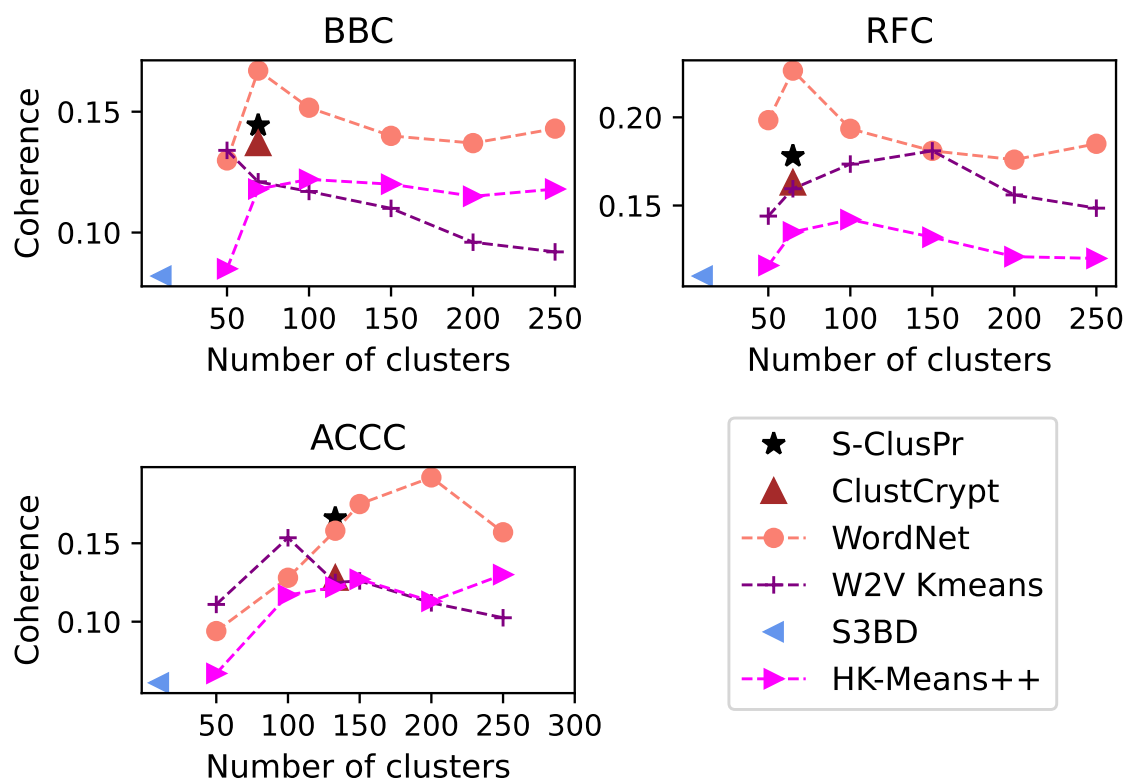 BBC
Coherence
0.15
0.10
50 100 150 200 250
Number of clusters
RFC
0.20
0.15
50 100 150 200 250
Number of clusters
ACCC
Coherence
0.15
0.10
50 100 150 200 250 300
Number of clusters
S-ClusPr
ClustCrypt
WordNet
W2V Kmeans
S3BD
HK-Means++